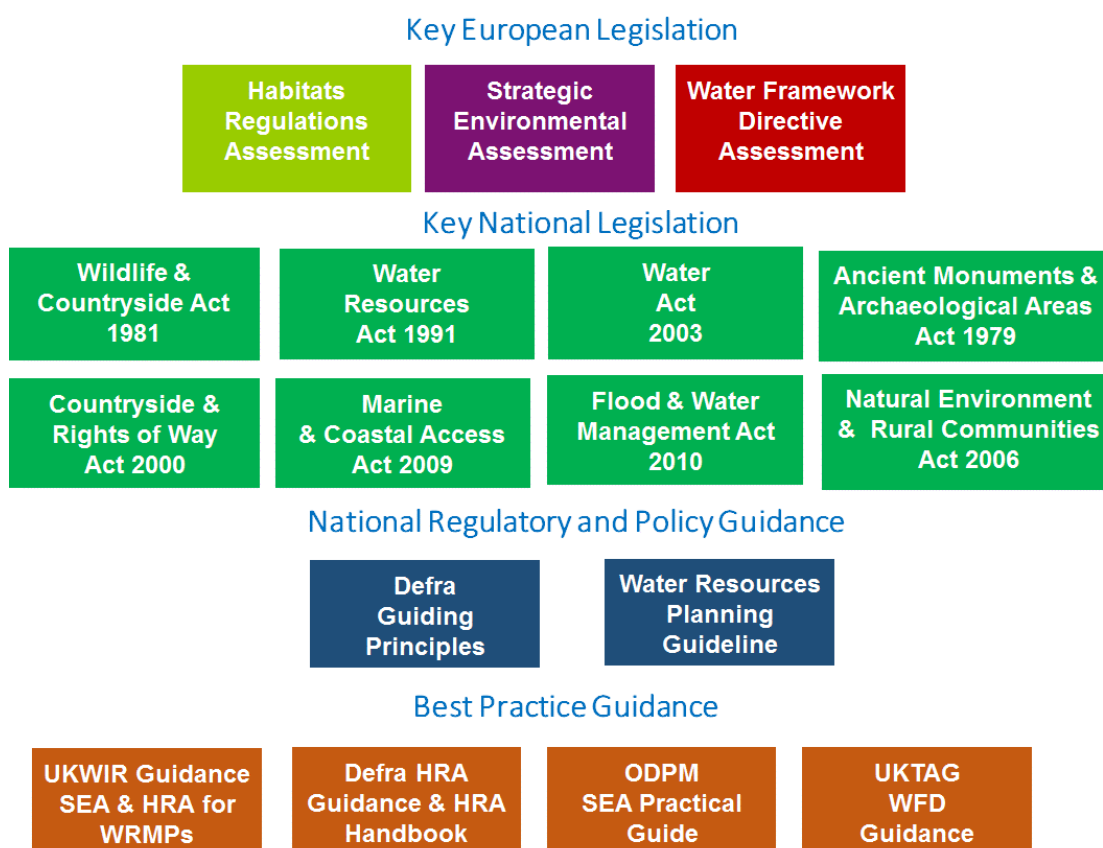 Key European Legislation
Habitats
Regulations
Assessment
Strategic
Environmental
Assessment
Water Framework
Directive
Assessment
Key National Legislation
Wildlife &
Countryside Act
1981
Water
Resources
Act 1991
Water
Act
2003
Ancient Monuments &
Archaeological Areas
Act 1979
Countryside &
Rights of Way
Act 2000
Marine
& Coastal Access
Act 2009
Flood & Water
Management Act
2010
Natural Environment
& Rural Communities
Act 2006
National Regulatory and Policy Guidance
Defra
Guiding
Principles
Water Resources
Planning
Guideline
Best Practice Guidance
UKWIR Guidance
SEA & HRA for
WRMPs
Defra HRA
Guidance & HRA
Handbook
ODPM
SEA Practical
Guide
UKTAG
WFD
Guidance